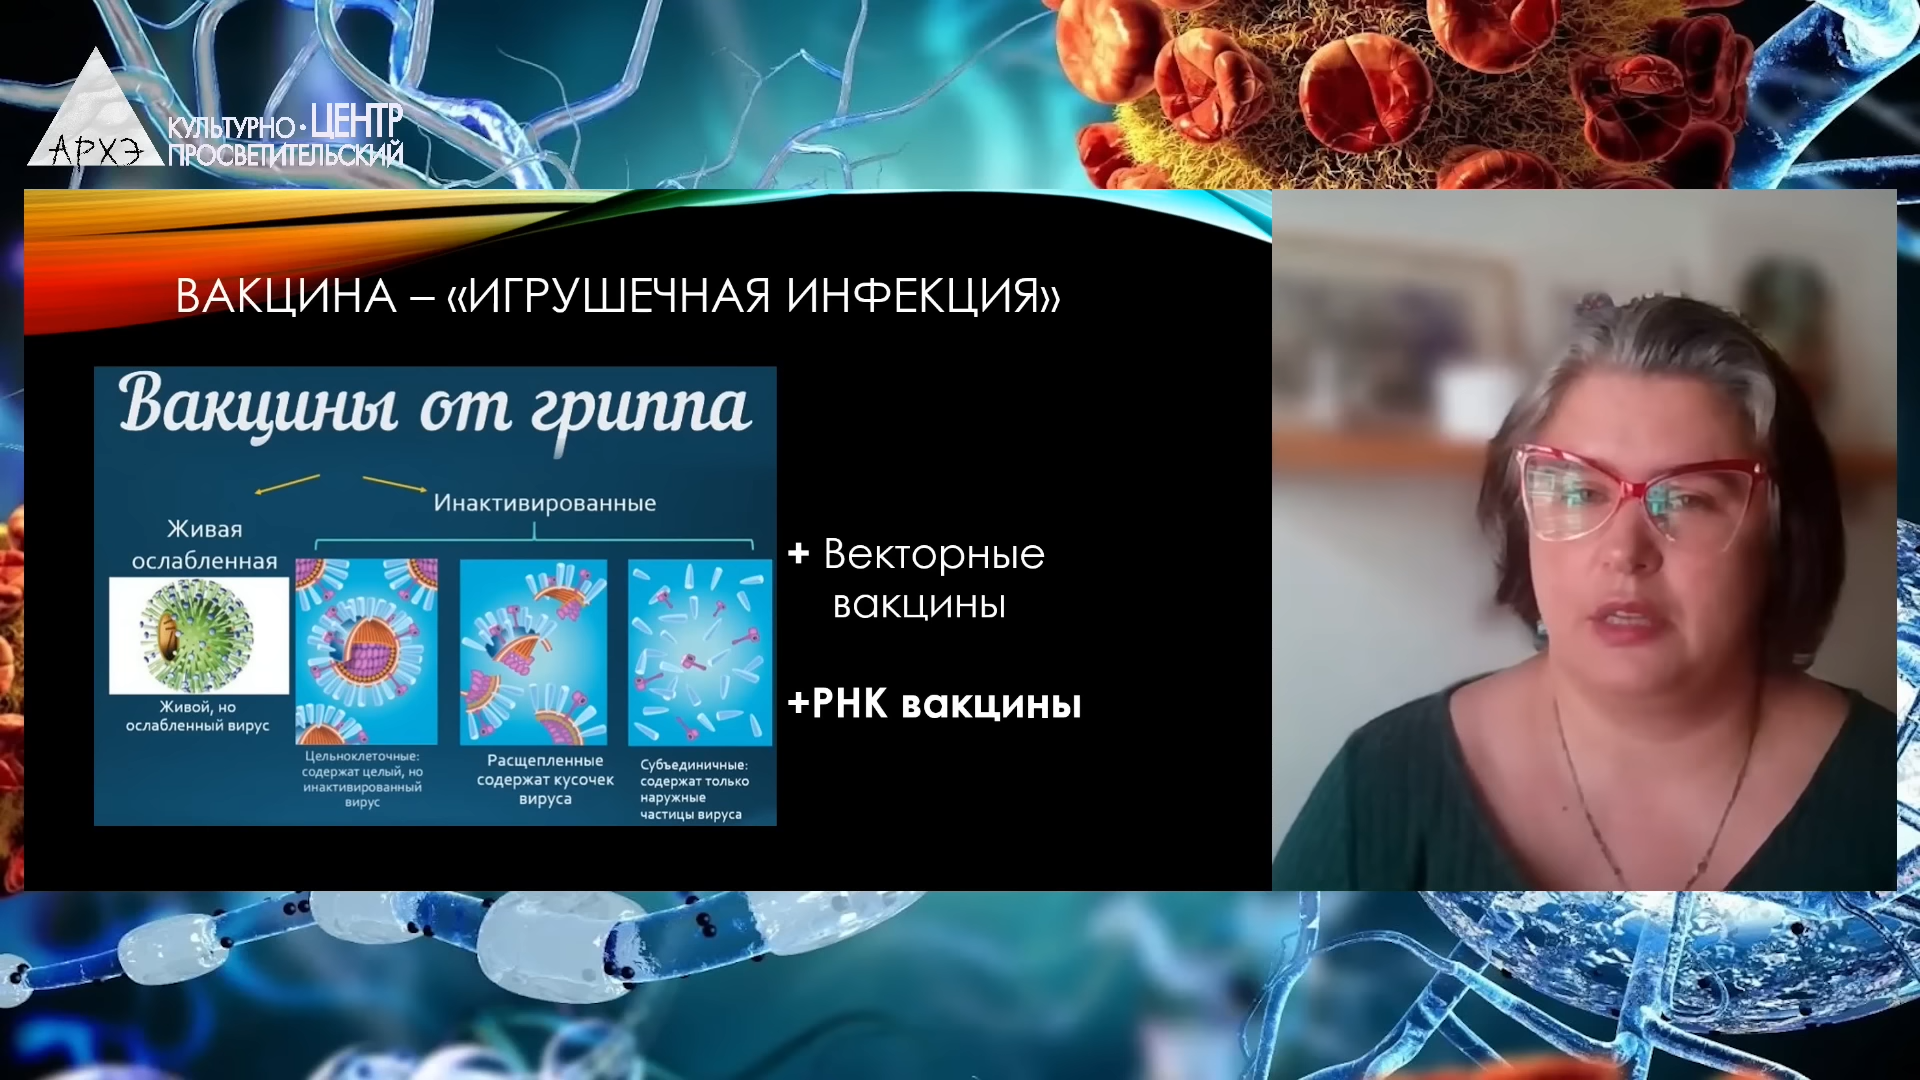 АРХЭ
КУЛЬТУРНО·ЦЕНТР
ПРОСВЕТИТЕЛЬСКИЙ
ВАКЦИНА – «ИГРУШЕЧНАЯ ИНФЕКЦИЯ»
Вакцины от гриппа
Инактивированные
Живая
ослабленная
Живой, но
ослабленный вирус
Цельноклеточные:
содержат целый, но
инактивированный
вирус
Расщепленные
содержат кусочек
вируса
Субъединичные:
содержат только
наружные
частицы вируса
+ Векторные
вакцины
+РНК вакцины